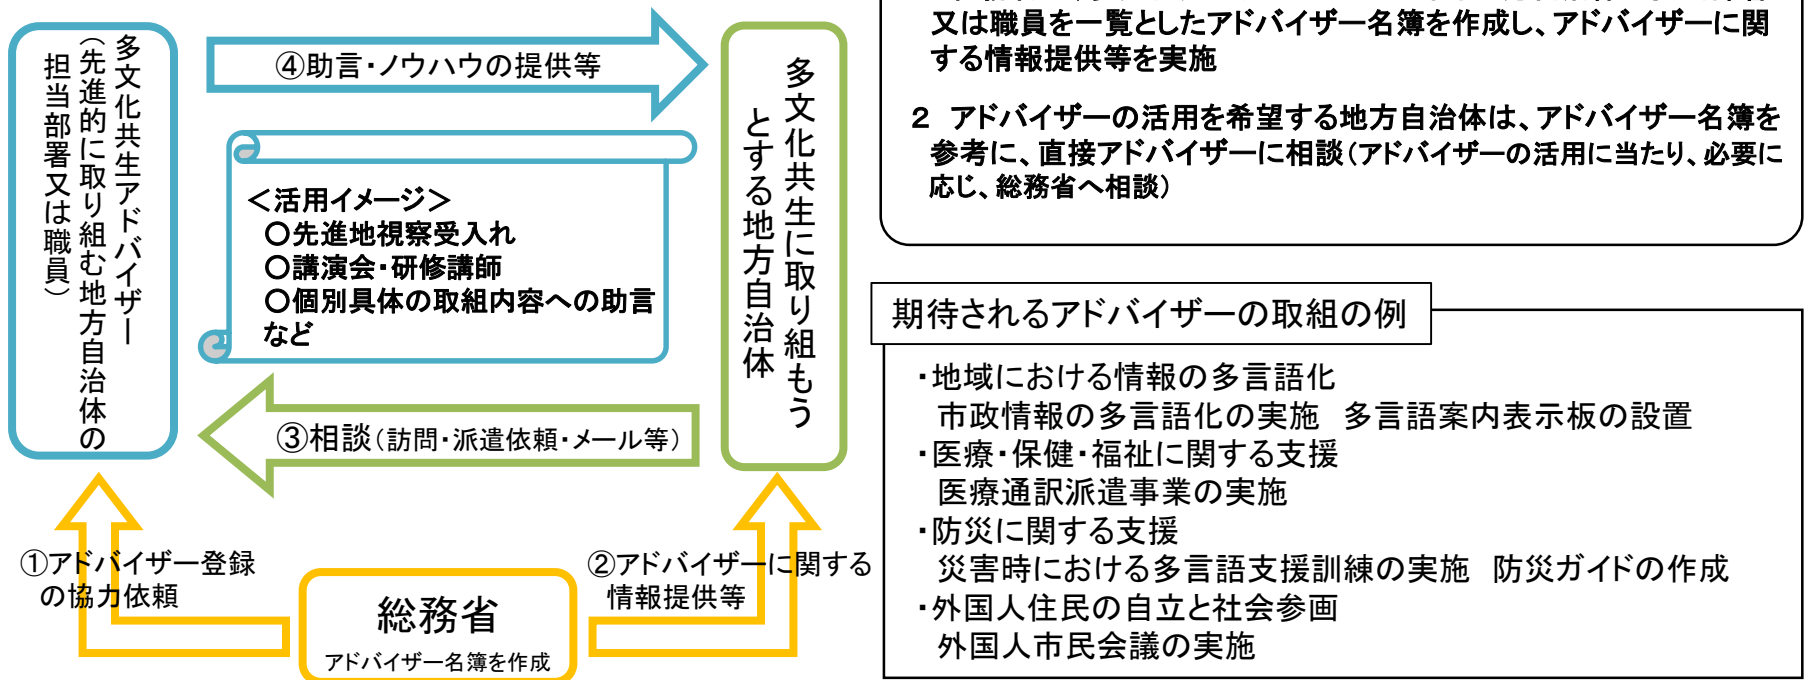 多文化共生アドバイザー
（先進的に取り組む地方自治体の
担当部署又は職員）
④助言・ノウハウの提供等
＜活用イメージ＞
○先進地視察受入れ
○講演会・研修講師
○個別具体の取組内容への助言
など
③相談（訪問・派遣依頼・メール等）
多文化共生に取り組もう
とする地方自治体
①アドバイザー登録
の協力依頼
②アドバイザーに関する
情報提供等
総務省
アドバイザー名簿を作成
又は職員を一覧としたアドバイザー名簿を作成し、アドバイザーに関
する情報提供等を実施
２ アドバイザーの活用を希望する地方自治体は、アドバイザー名簿を
参考に、直接アドバイザーに相談（アドバイザーの活用に当たり、必要に
応じ、総務省へ相談）
期待されるアドバイザーの取組の例
・地域における情報の多言語化
市政情報の多言語化の実施 多言語案内表示板の設置
・医療・保健・福祉に関する支援
医療通訳派遣事業の実施
・防災に関する支援
災害時における多言語支援訓練の実施 防災ガイドの作成
・外国人住民の自立と社会参画
外国人市民会議の実施